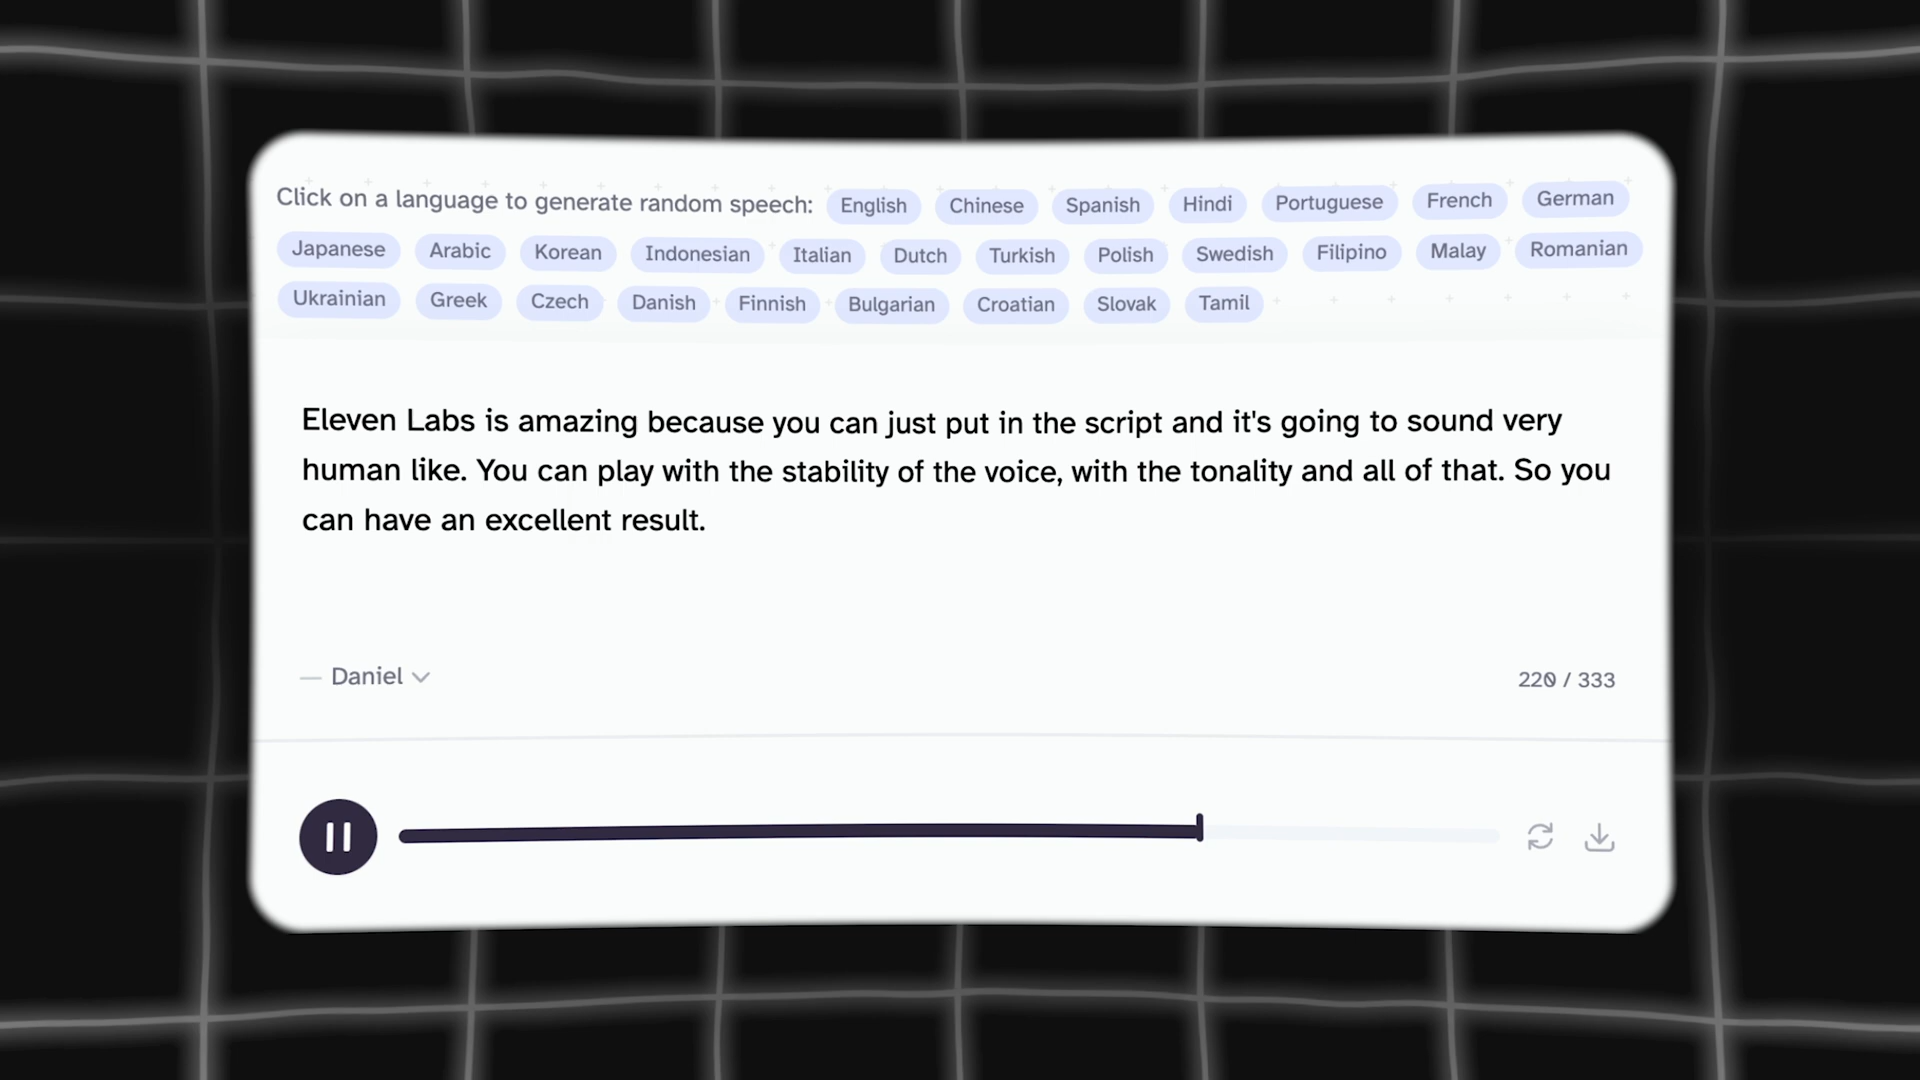 Click on a language to generate random speech: English Chinese Spanish Hindi Portuguese French German
Japanese Arabic Korean Indonesian Italian Dutch Turkish Polish Swedish Filipino Malay Romanian
Ukrainian Greek Czech Danish Finnish Bulgarian Croatian Slovak Tamil
Eleven Labs is amazing because you can just put in the script and it's going to sound very
human like. You can play with the stability of the voice, with the tonality and all of that. So you
can have an excellent result.
— Daniel
220 / 333